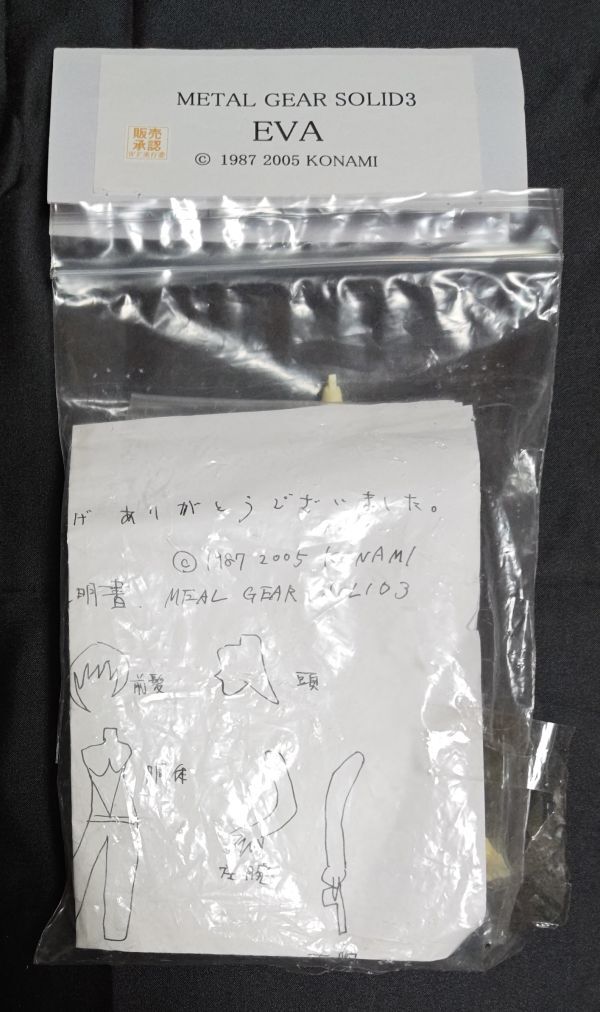 METAL GEAR SOLID3
EVA
© 1987 2005 KONAMI
販売
承認
げ ありがとうございました。
© 1987 2005 KONAMI
明書. MEAL GEAR SOLID3
前髪
頭
胴体
左腕